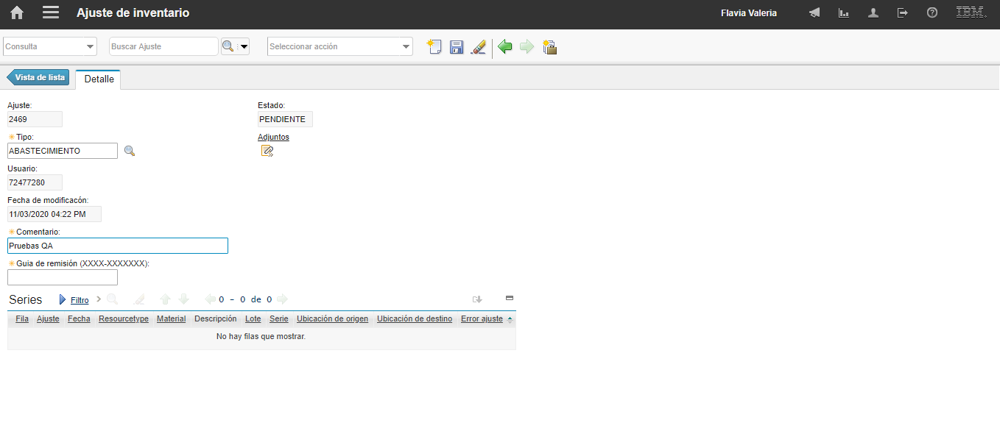 Ajuste de inventario Flavia Valeria IBM.
Consulta Buscar Ajuste Seleccionar acción
Vista de lista Detalle
Ajuste: Estado:
2469 PENDIENTE
Tipo: Adjuntos
ABASTECIMIENTO
Usuario:
72477280
Fecha de modificacón:
11/03/2020 04:22 PM
Comentario:
Pruebas QA
Guia de remisión (XXXX-XXXXXXX):
Series Filtro 0 - 0 de 0
Fila Ajuste Fecha Resourcetype Material Descripción Lote Serie Ubicación de origen Ubicación de destino Error ajuste
No hay filas que mostrar.